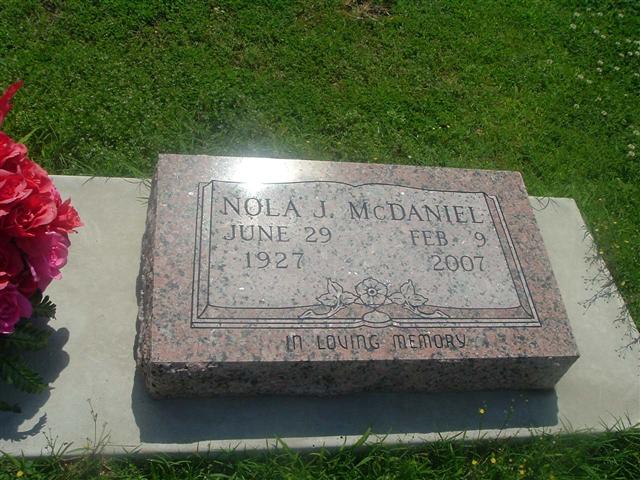 NOLA J. McDANIEL
JUNE 29 FEB 9
1927 2007
IN LOVING MEMORY